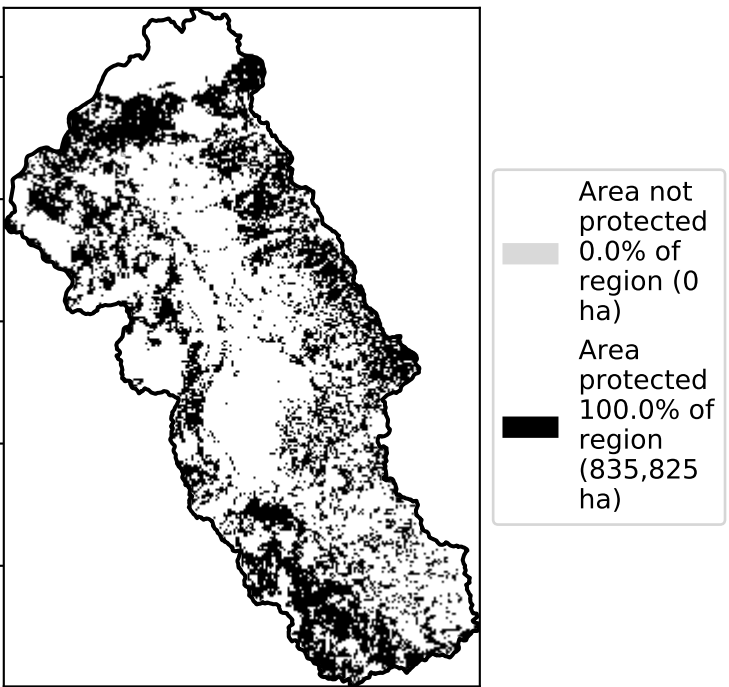 Area not
protected
0.0% of
region (0
ha)
Area
protected
100.0% of
region
(835,825
ha)